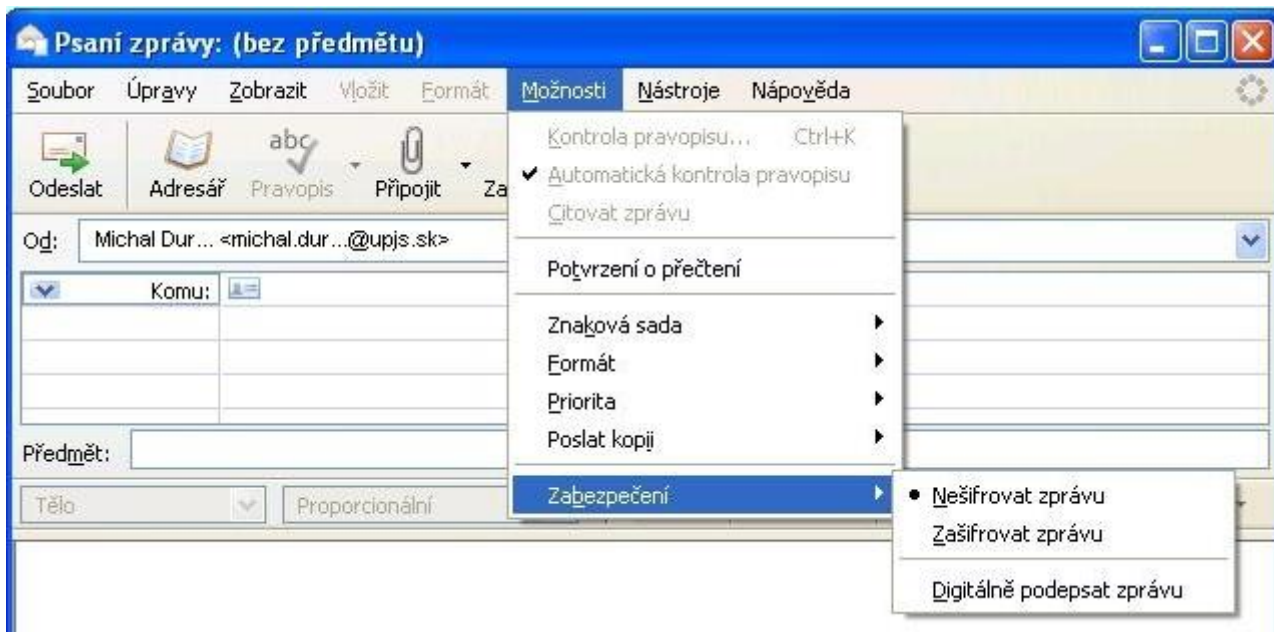 Psaní zprávy: (bez předmětu)
Soubor Úpravy Zobrazit Vložit Formát Možnosti Nástroje Nápověda
Odeslat Adresář abc Pravopis Připojit Za
Kontrola pravopisu... Ctrl+K
Automatická kontrola pravopisu
Citovat zprávu
Potvrzení o přečtení
Znaková sada
Formát
Priorita
Poslat kopii
Zabezpečení
Nešifrovat zprávu
Zašifrovat zprávu
Digitálně podepsat zprávu
Od: Michal Dur... <michal.dur...@upjs.sk>
Komu:
Předmět:
Tělo Proporcionální